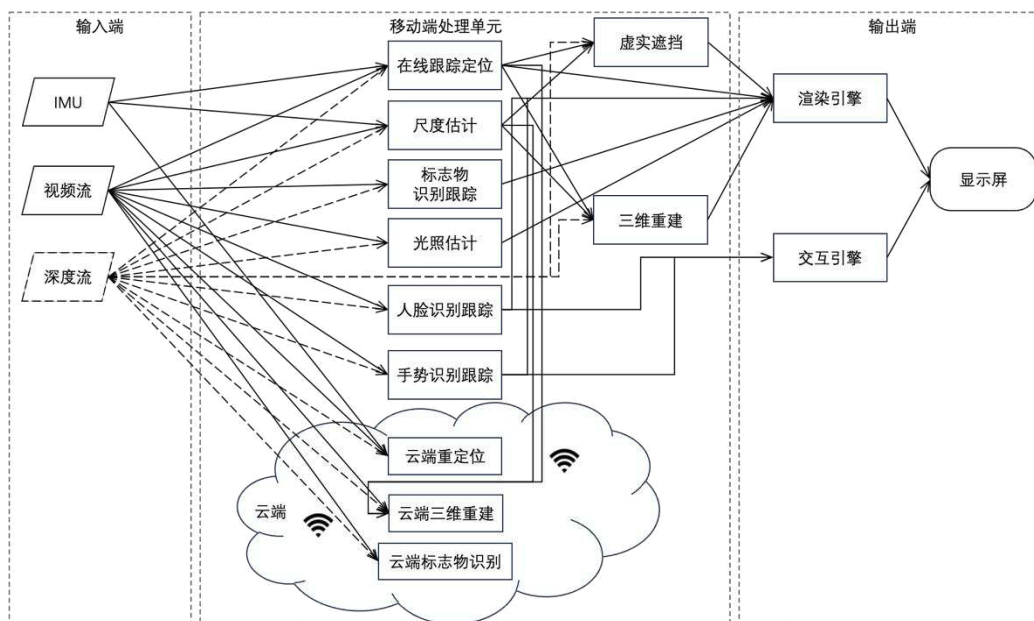 输入端
移动端处理单元
输出端
IMU
视频流
深度流
在线跟踪定位
尺度估计
标志物
识别跟踪
光照估计
人脸识别跟踪
手势识别跟踪
云端
云端重定位
云端三维重建
云端标志物识别
虚实遮挡
三维重建
渲染引擎
交互引擎
显示屏